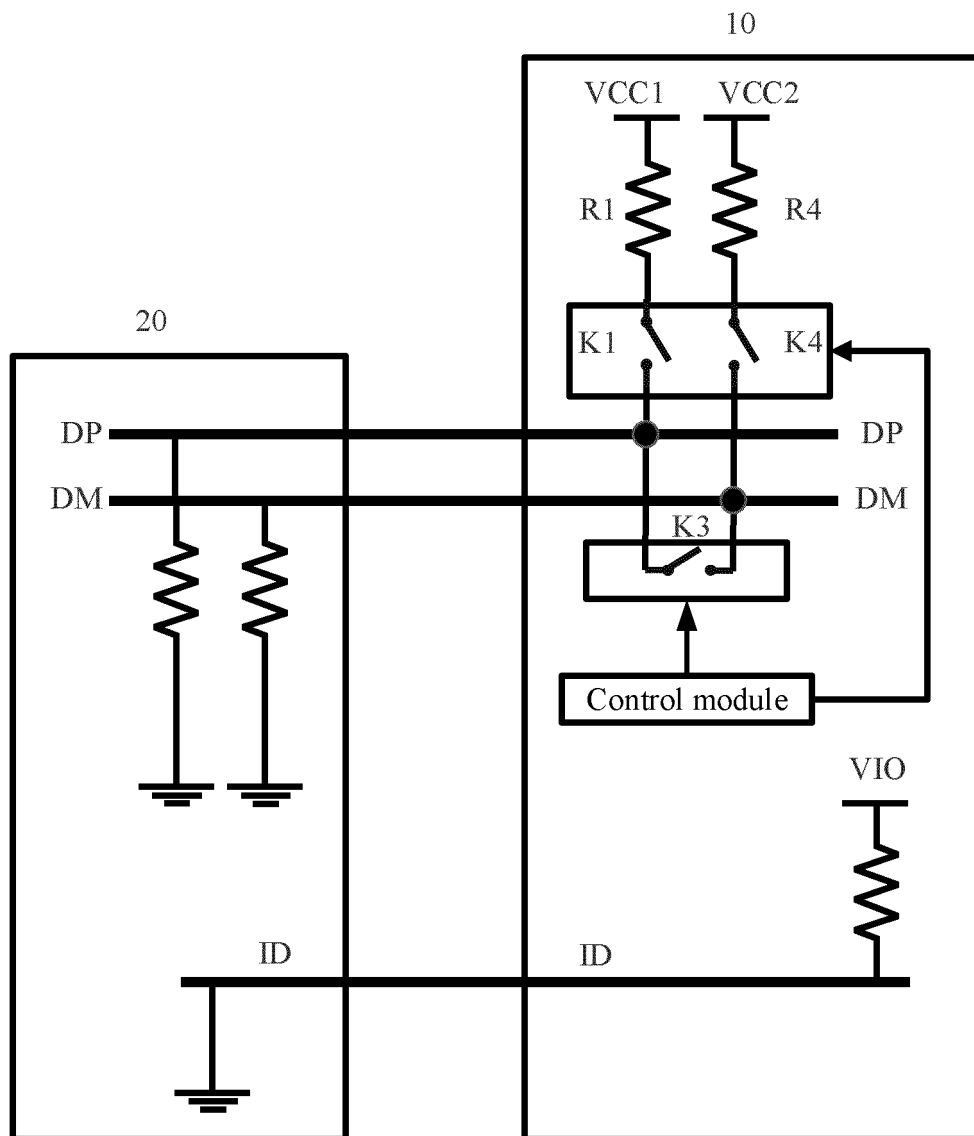 10
VCC1 VCC2
R1 R4
20
K1 K4
DP DP
DM DM
K3
Control module
VIO
ID ID